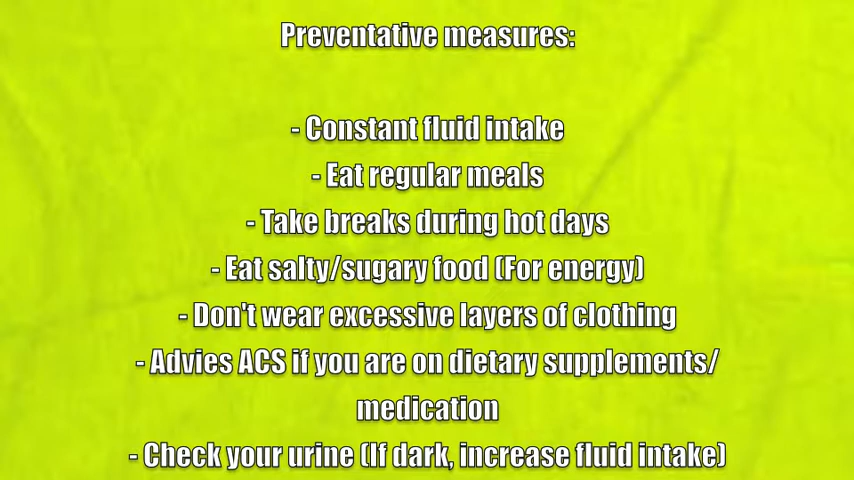 Preventative measures:
- Constant fluid intake
- Eat regular meals
- Take breaks during hot days
- Eat salty/sugary food (For energy)
- Don't wear excessive layers of clothing
- Advies ACS if you are on dietary supplements/
medication
- Check your urine (If dark, increase fluid intake)